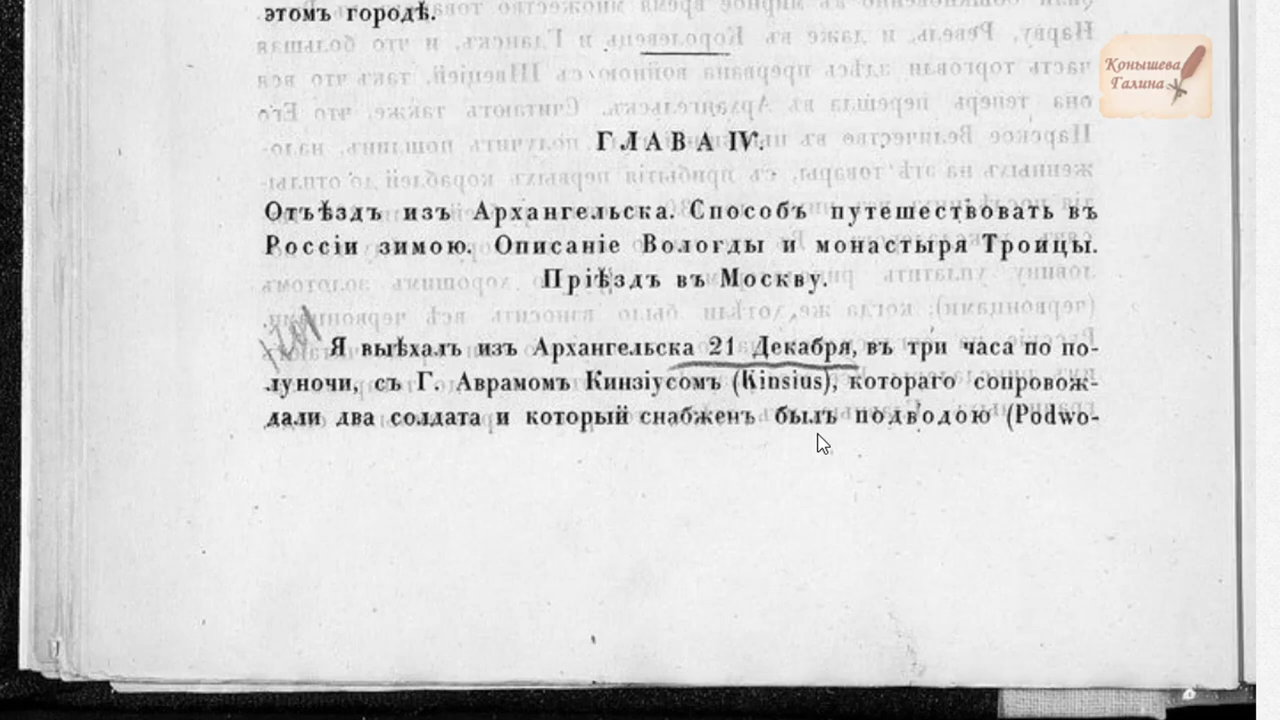 этомъ городѣ.
Конышева
Галина
ГЛАВА IV.
Отъѣздъ изъ Архангельска. Способъ путешествовать въ
Россіи зимою. Описаніе Вологды и монастыря Троицы.
Пріѣздъ въ Москву.
Я выѣхалъ изъ Архангельска 21 Декабря, въ три часа по по-
луночи, съ Г. Аврамомъ Кинзіусомъ (Kinsius), котораго сопровож-
дали два солдата и который снабженъ былъ подводою (Podwo-